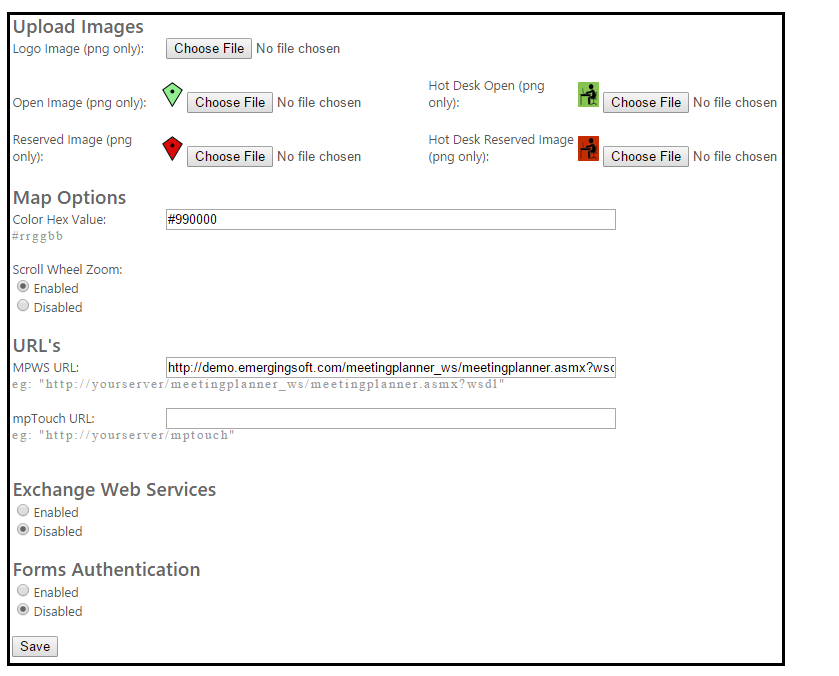 Upload Images
Logo Image (png only): Choose File No file chosen
Open Image (png only): Choose File No file chosen
Hot Desk Open (png
only): Choose File No file chosen
Reserved Image (png
only): Choose File No file chosen
Hot Desk Reserved Image
(png only): Choose File No file chosen
Map Options
Color Hex Value: #990000
#rrggbb
Scroll Wheel Zoom:
Enabled
Disabled
URL's
MPWS URL: http://demo.emergingsoft.com/meetingplanner_ws/meetingplanner.asmx?wsd
eg: "http://yourserver/meetingplanner_ws/meetingplanner.asmx?wsdl"
mpTouch URL:
eg: "http://yourserver/mptouch"
Exchange Web Services
Enabled
Disabled
Forms Authentication
Enabled
Disabled
Save